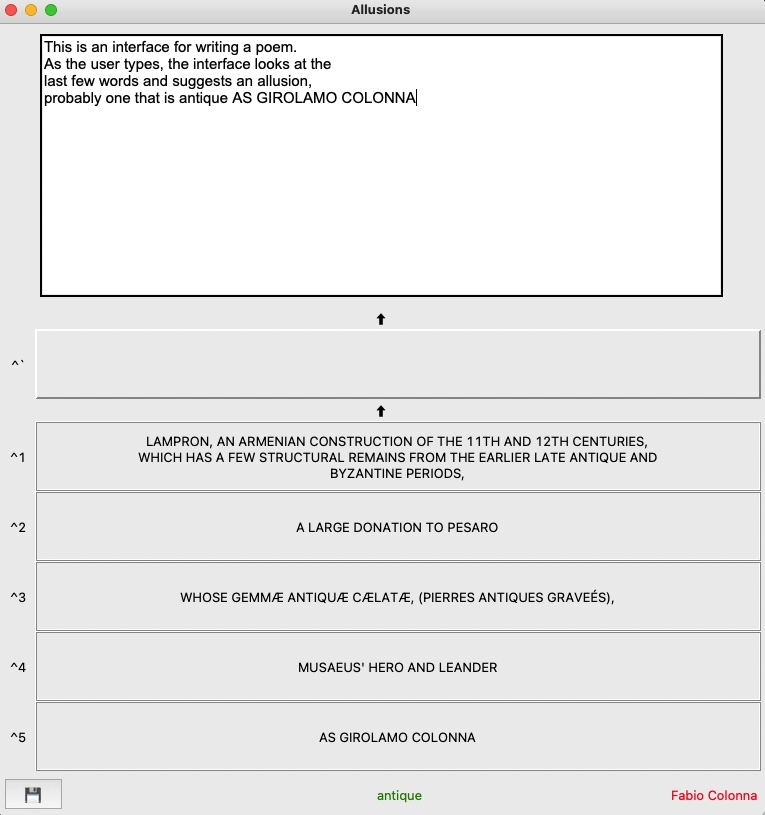 Allusions
This is an interface for writing a poem.
As the user types, the interface looks at the
last few words and suggests an allusion,
probably one that is antique AS GIROLAMO COLONNA
^`
^1
LAMPRON, AN ARMENIAN CONSTRUCTION OF THE 11TH AND 12TH CENTURIES,
WHICH HAS A FEW STRUCTURAL REMAINS FROM THE EARLIER LATE ANTIQUE AND
BYZANTINE PERIODS,
^2
A LARGE DONATION TO PESARO
^3
WHOSE GEMMÆ ANTIQUÆ CÆLATÆ, (PIERRES ANTIQUES GRAVEÉS),
^4
MUSAEUS' HERO AND LEANDER
^5
AS GIROLAMO COLONNA
antique
Fabio Colonna